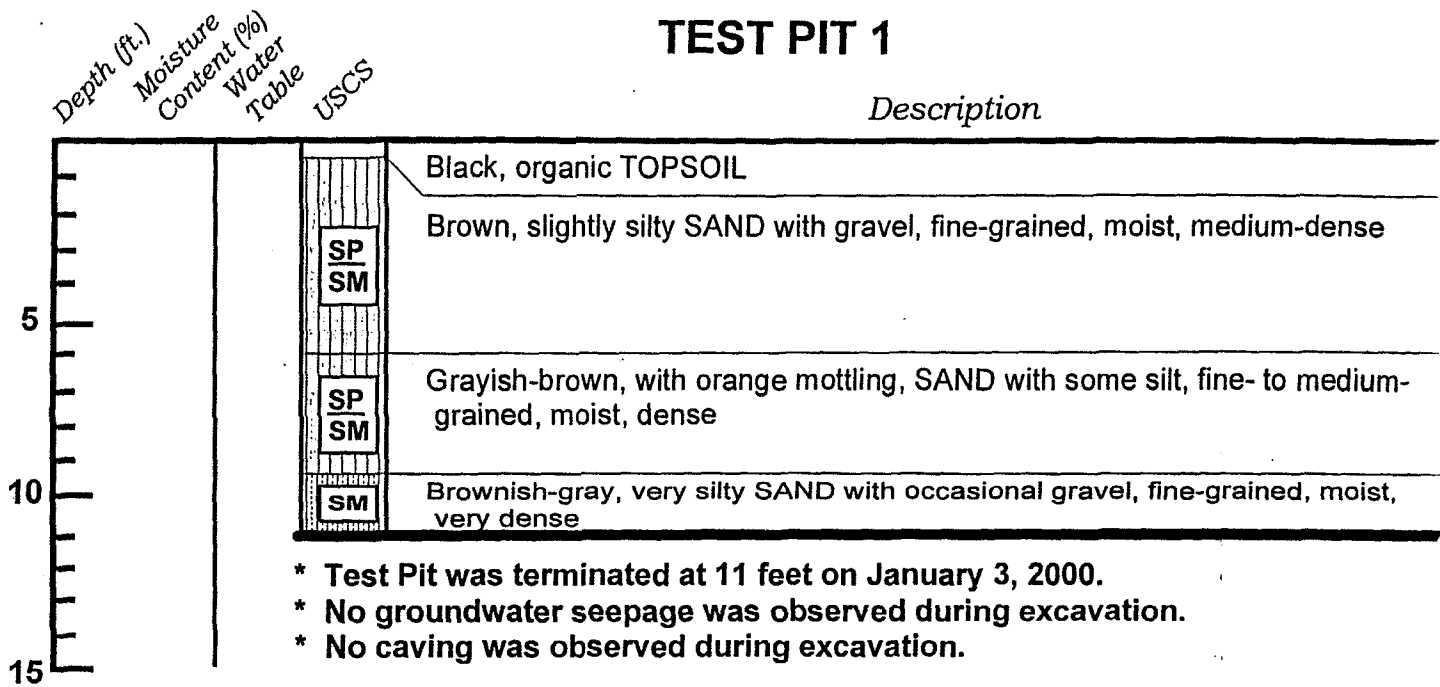 TEST PIT 1
Depth (ft.)
Moisture
Content (%)
Water
Table
USCS
Description
Black, organic TOPSOIL
Brown, slightly silty SAND with gravel, fine-grained, moist, medium-dense
SP
SM
5
Grayish-brown, with orange mottling, SAND with some silt, fine- to medium-
grained, moist, dense
SP
SM
10
Brownish-gray, very silty SAND with occasional gravel, fine-grained, moist,
very dense
SM
* Test Pit was terminated at 11 feet on January 3, 2000.
* No groundwater seepage was observed during excavation.
* No caving was observed during excavation.
15